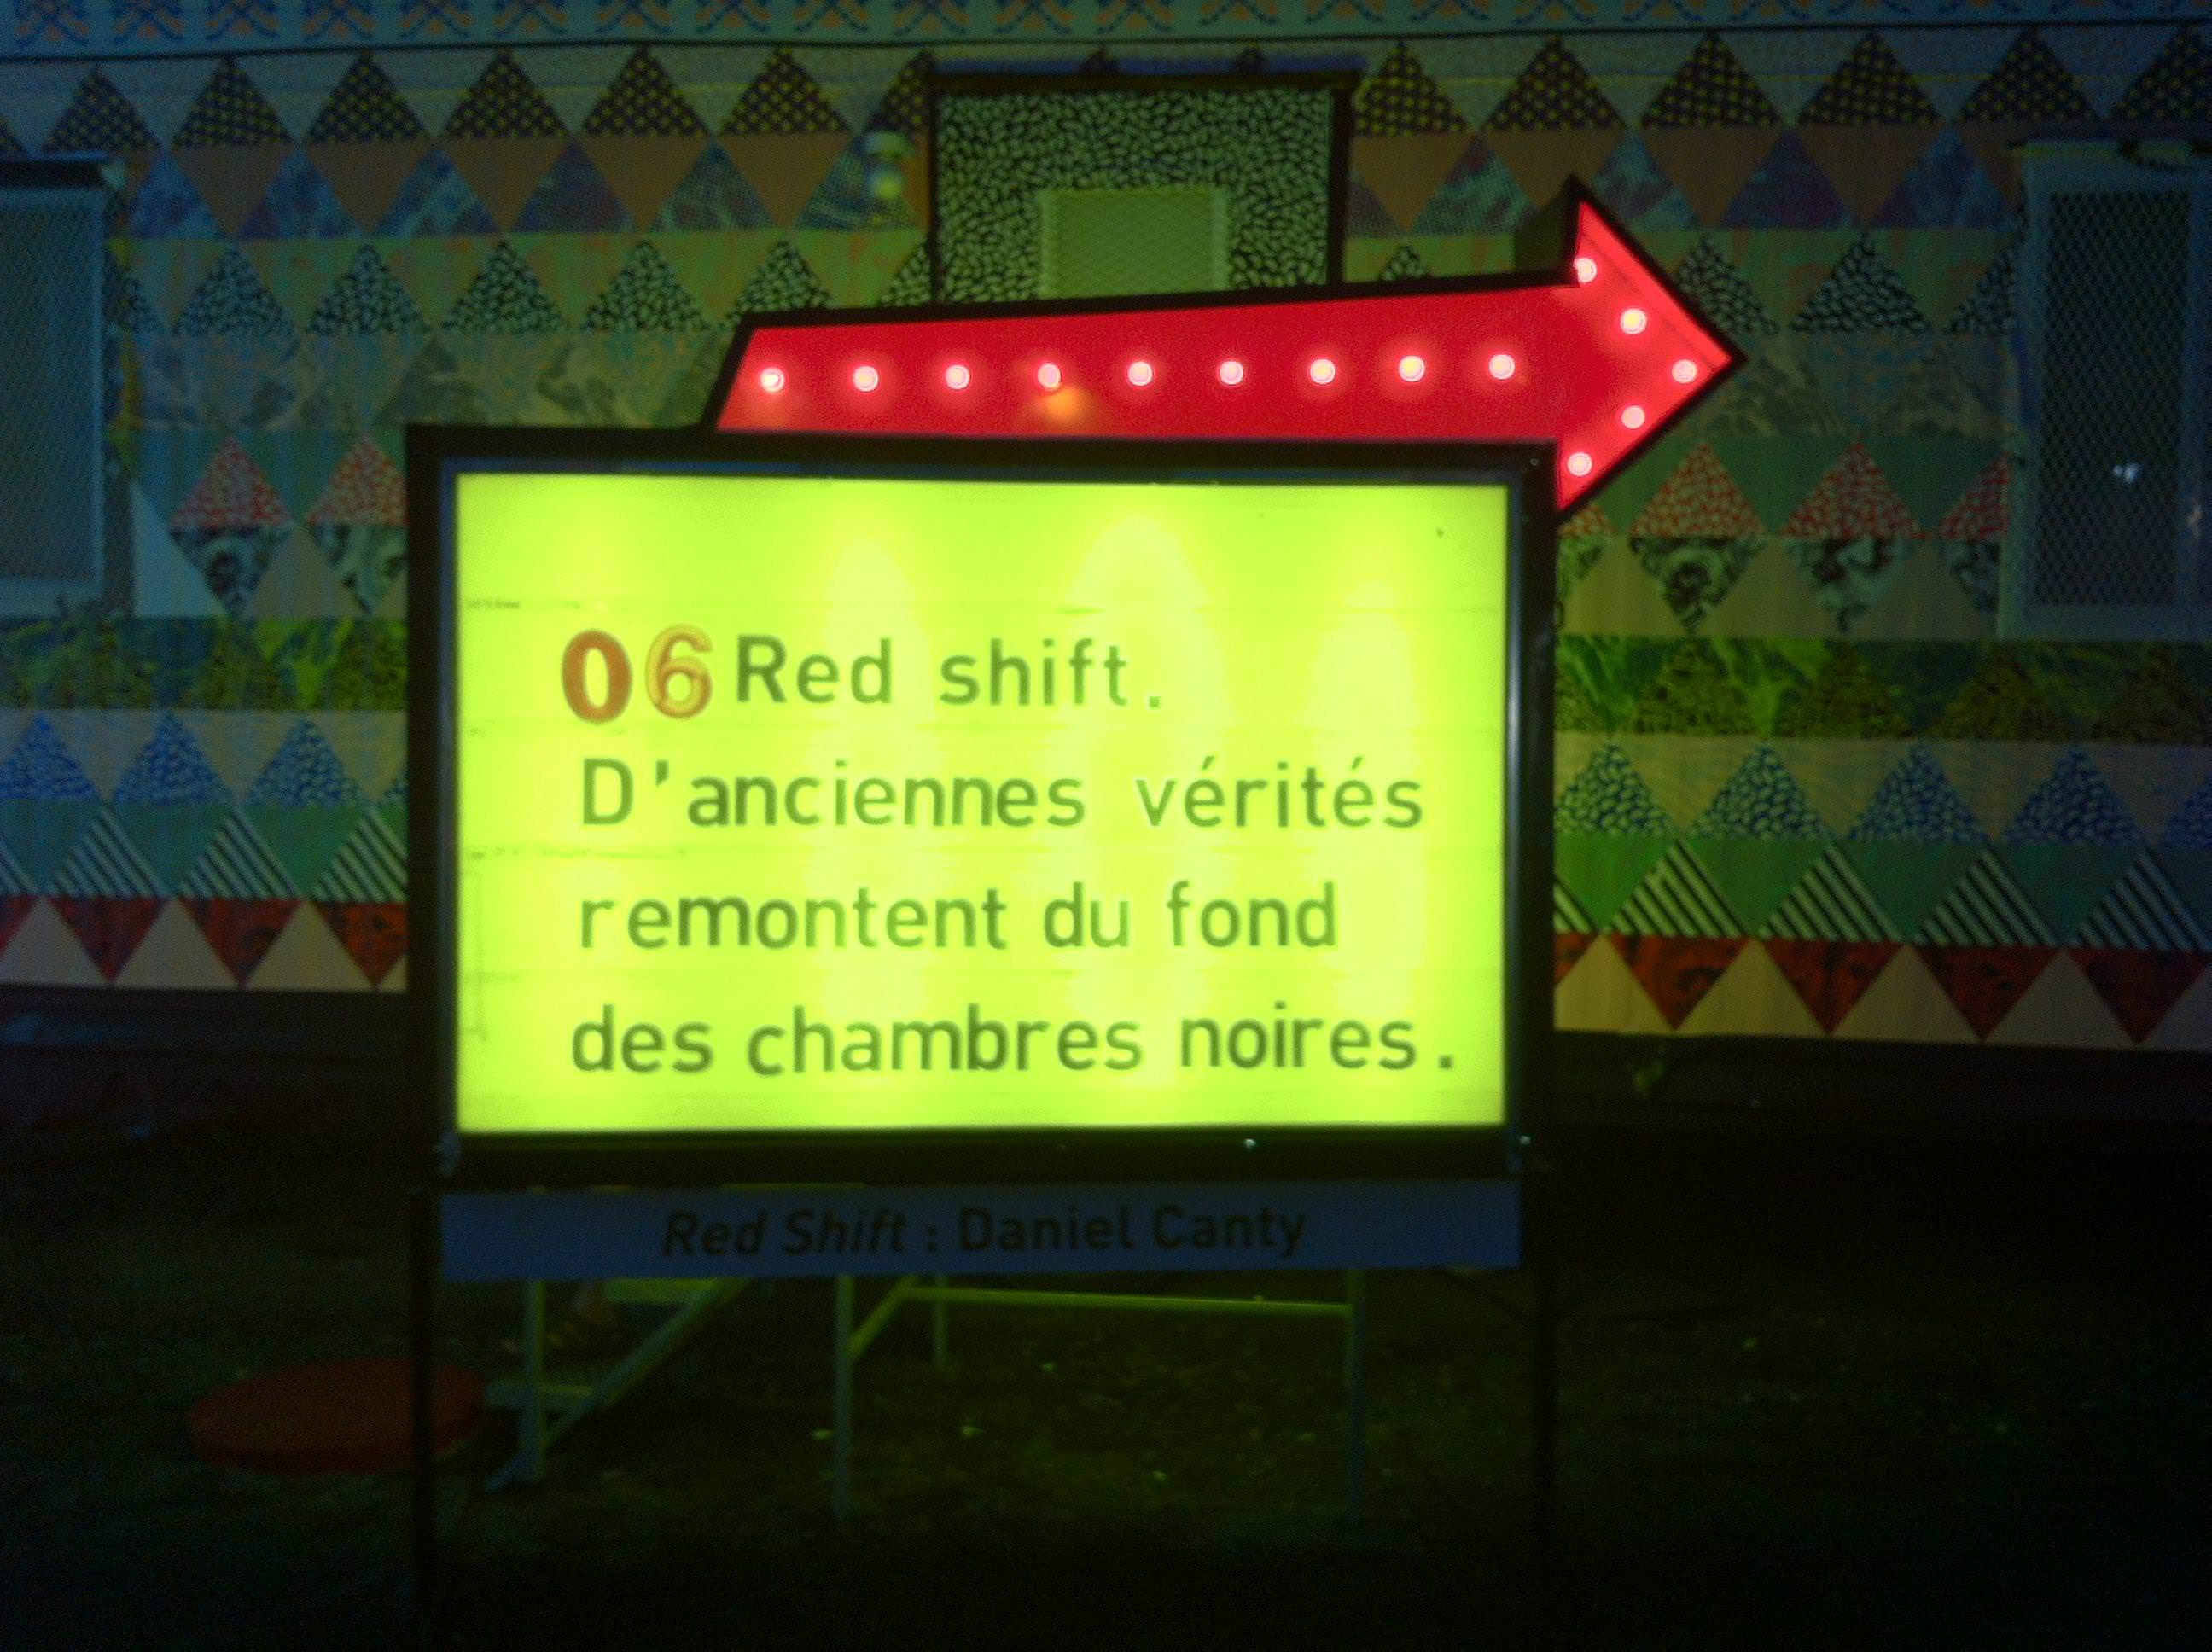 06 Red shift.
D'anciennes vérités
remontent du fond
des chambres noires.
Red Shift : Daniel Canty